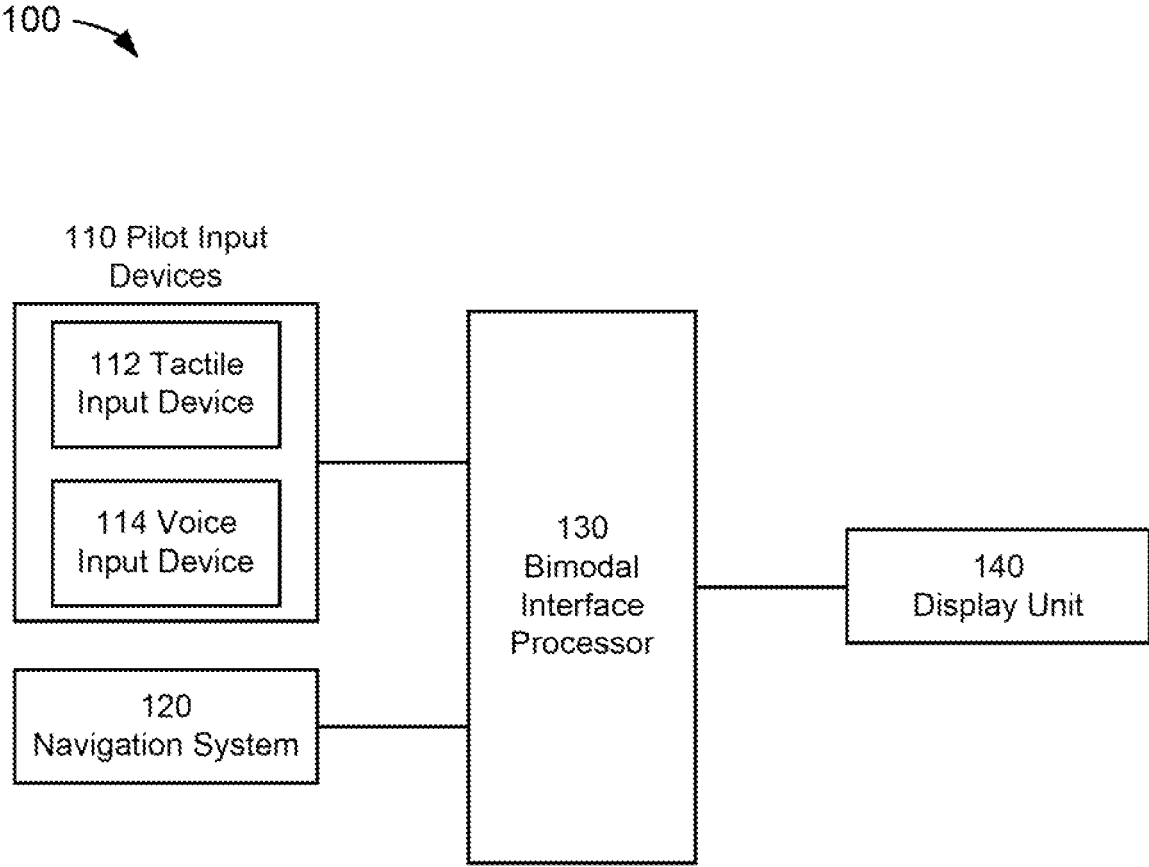 100
110 Pilot Input
Devices
112 Tactile
Input Device
114 Voice
Input Device
120
Navigation System
130
Bimodal
Interface
Processor
140
Display Unit